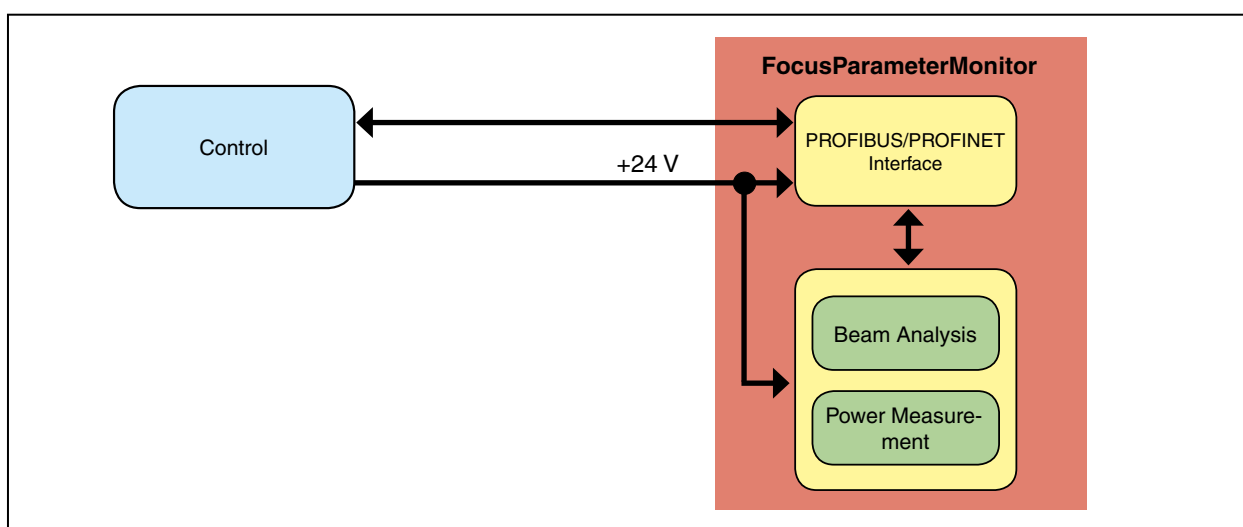 FocusParameterMonitor
Control
PROFIBUS/PROFINET
Interface
+24 V
Beam Analysis
Power Measure-
ment